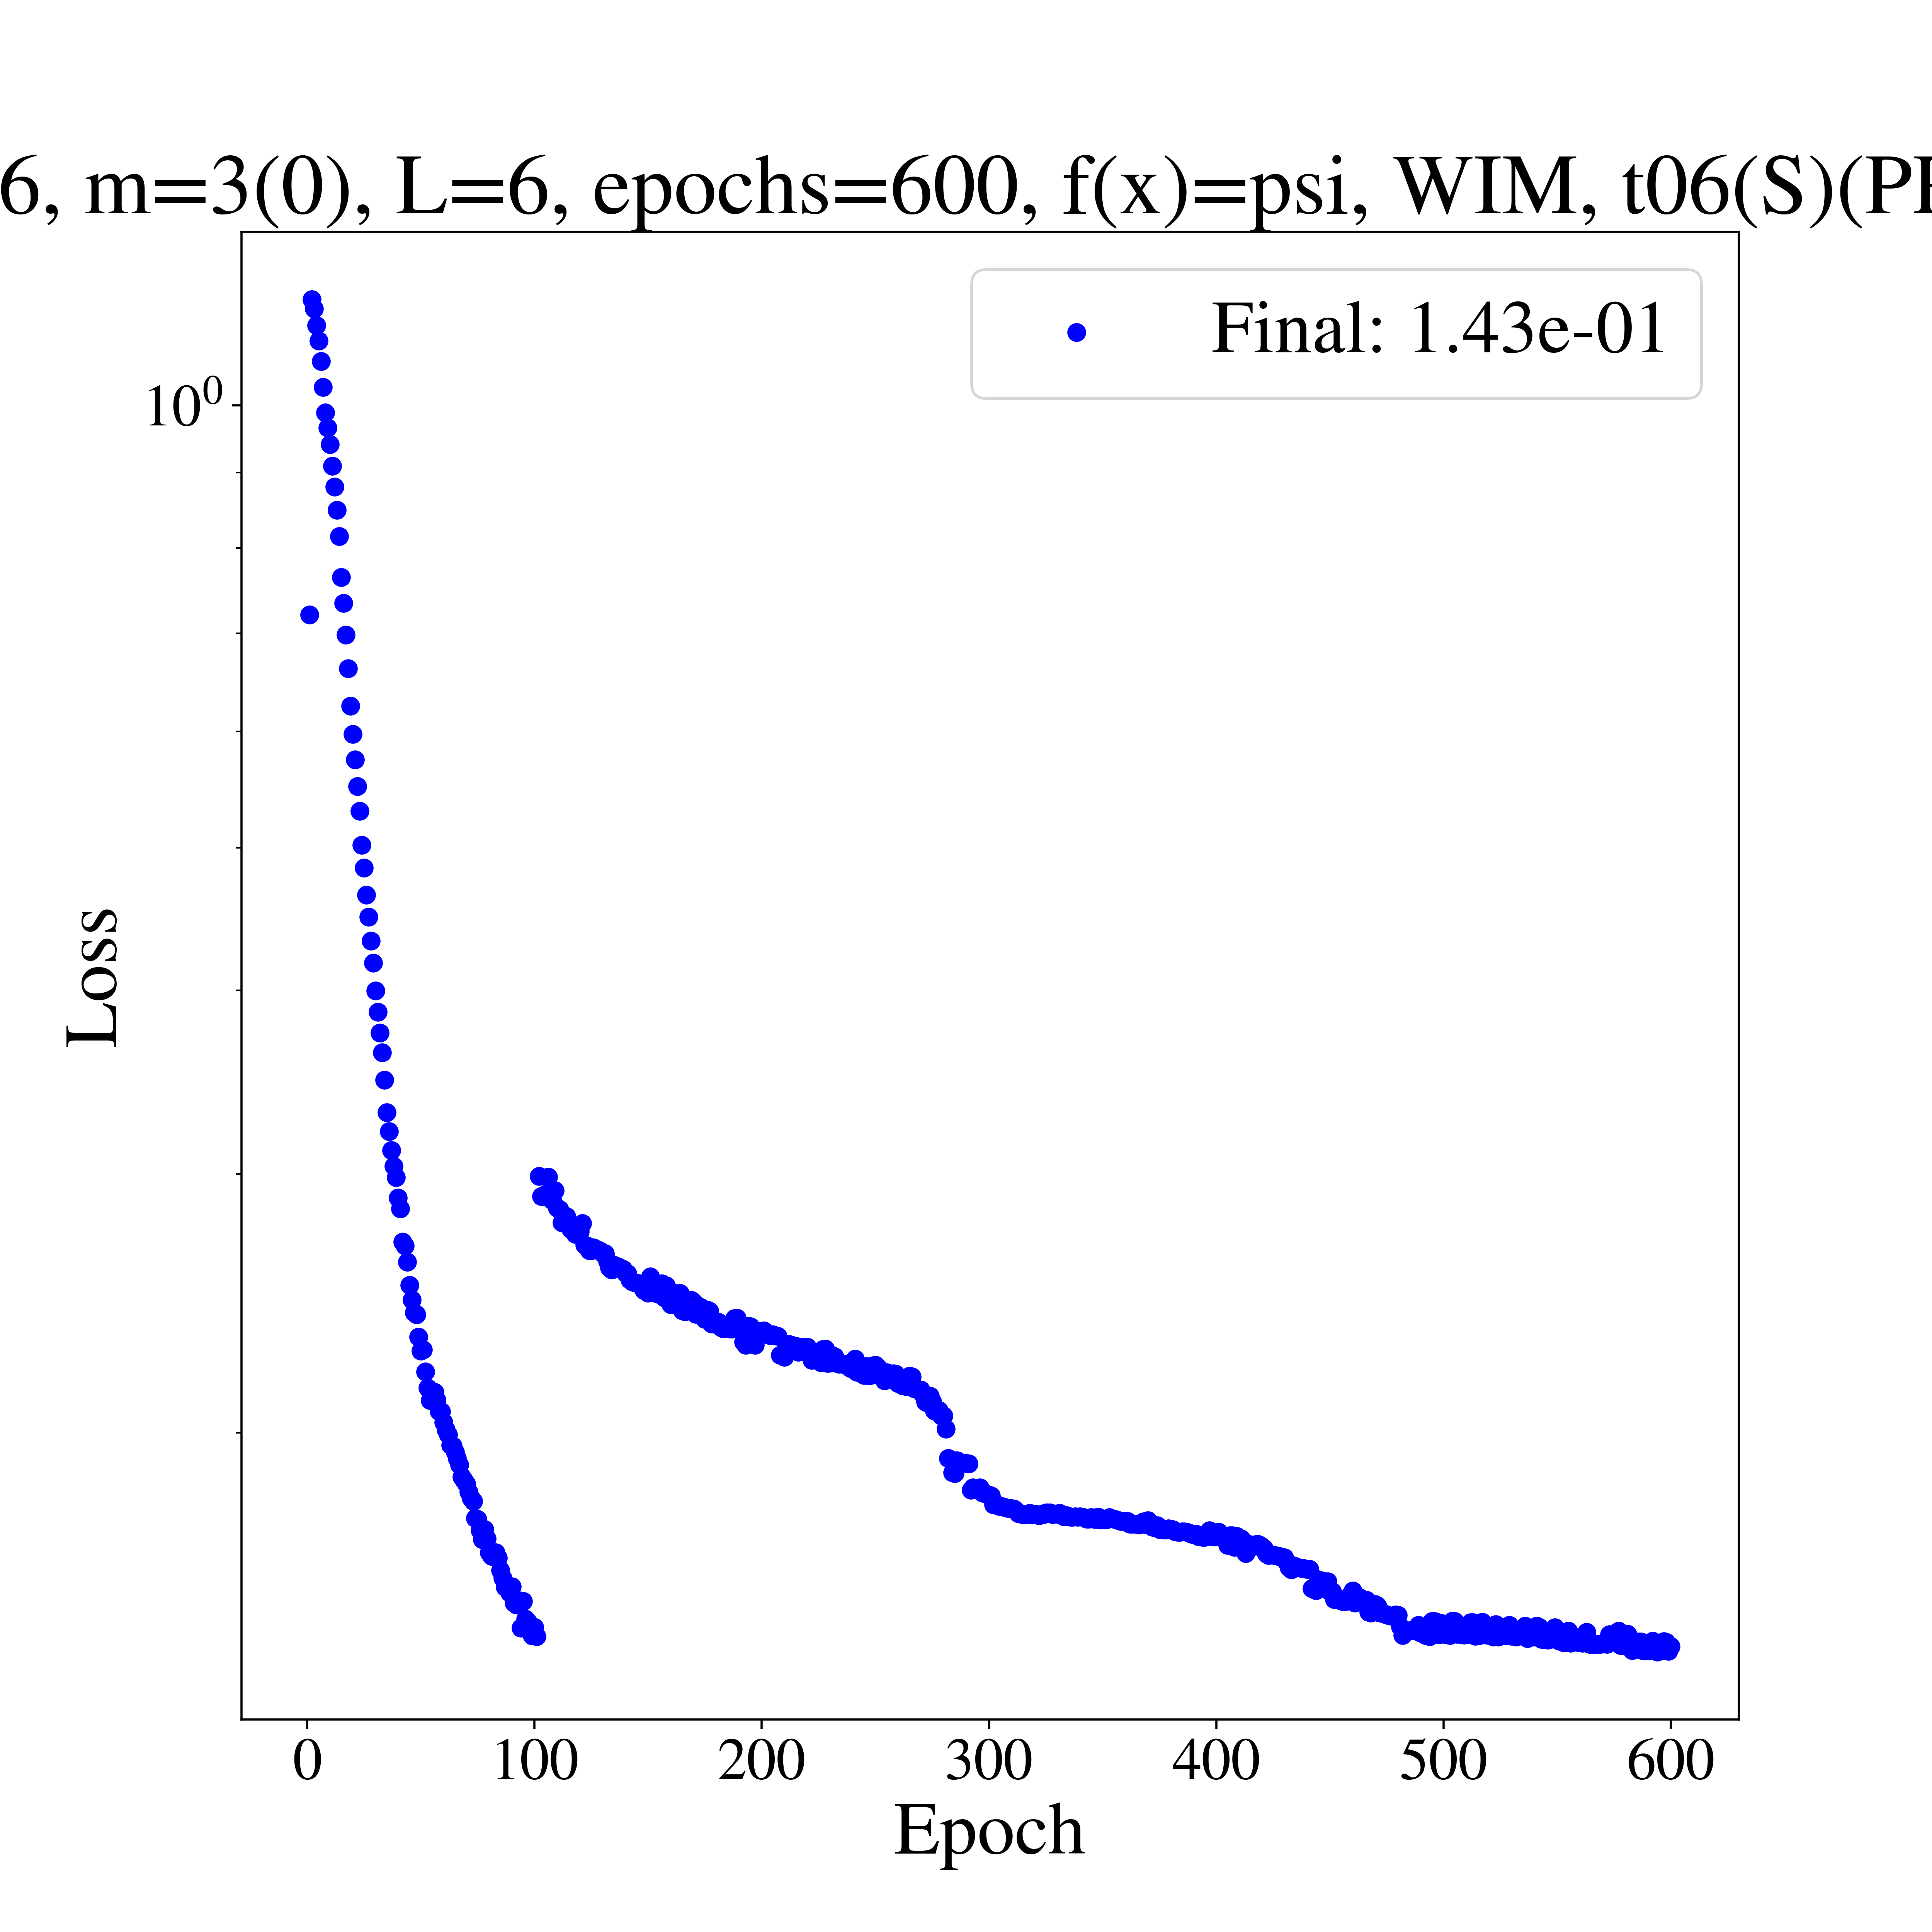 6, m=3(0), L=6, epochs=600, f(x)=psi, WIM, t06(S)(P
Final: 1.43e-01
10⁰
Loss
0 100 200 300 400 500 600
Epoch